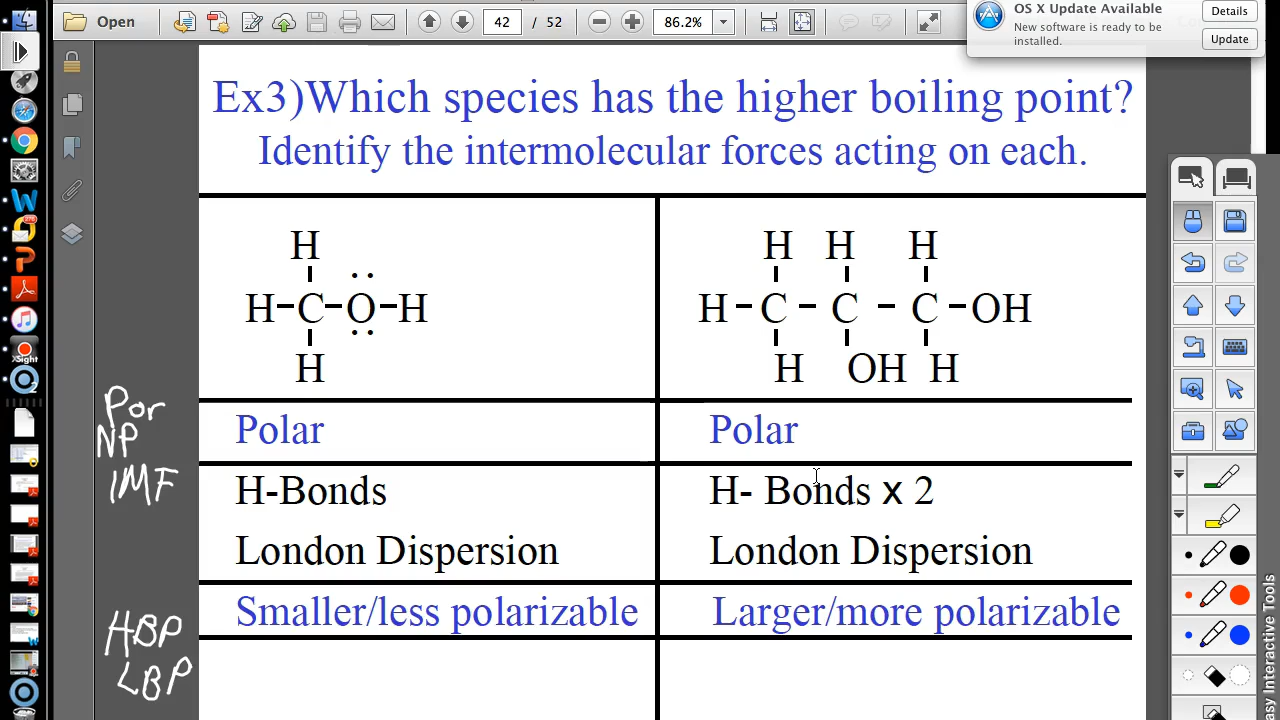 Open
42 / 52
86.2%
OS X Update Available
New software is ready to be
installed.
Details
Update
Ex3)Which species has the higher boiling point?
Identify the intermolecular forces acting on each.
H
H–C–O–H
H
H H H
H – C – C – C –OH
H OH H
Por
NP
IMF
Polar
Polar
H-Bonds
London Dispersion
H- Bonds x 2
London Dispersion
Smaller/less polarizable
Larger/more polarizable
HBP
LBP
esy Interactive Tools